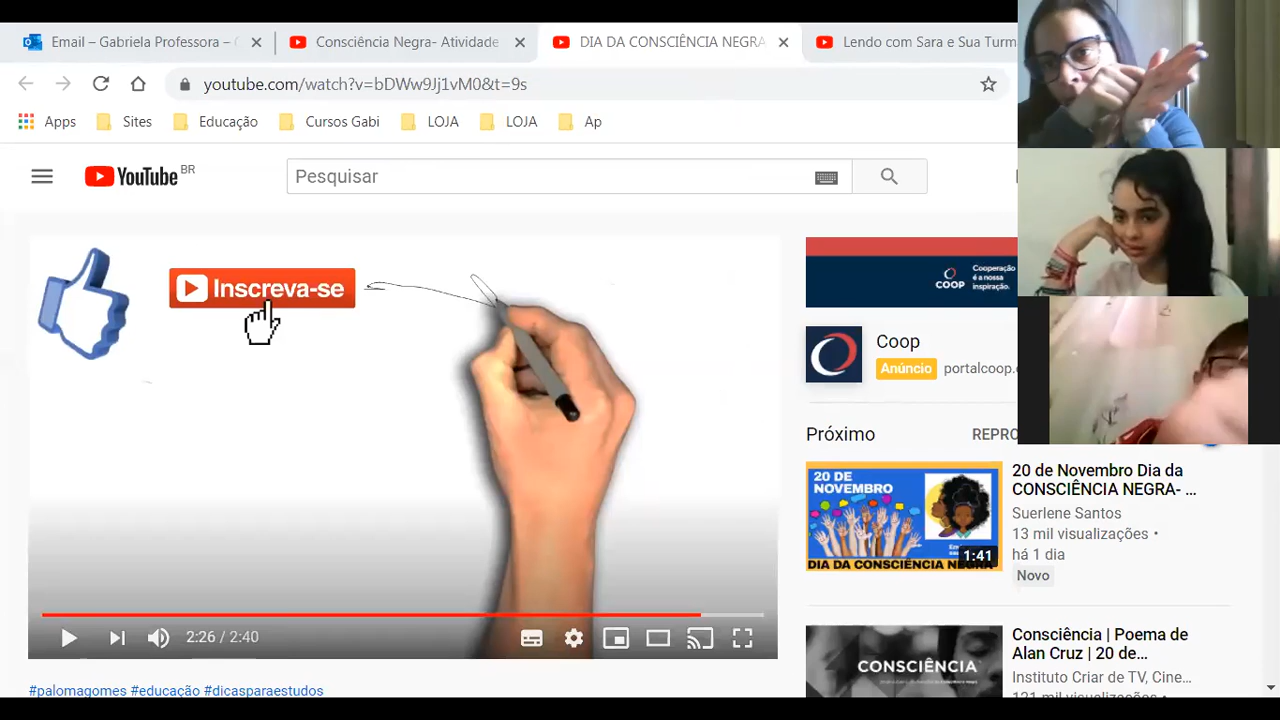 Email – Gabriela Professora –
Consciência Negra- Atividade
DIA DA CONSCIÊNCIA NEGRA
Lendo com Sara e Sua Turm
youtube.com/watch?v=bDWw9Jj1vM0&t=9s
Apps Sites Educação Cursos Gabi LOJA LOJA Ap
YouTube BR
Pesquisar
Inscreva-se
Cooperação
é a nossa
inspiração.
COOP
Coop
Anúncio portalcoop.c
Próximo REPRO
20 DE
NOVEMBRO
1:41
DIA DA CONSCIÊNCIA NEGRA
20 de Novembro Dia da
CONSCIÊNCIA NEGRA- ...
Suerlene Santos
13 mil visualizações •
há 1 dia
Novo
2:26 / 2:40
CONSCIÊNCIA
Consciência | Poema de
Alan Cruz | 20 de...
Instituto Criar de TV, Cine...
121 mil visualizações •
#palomagomes #educação #dicasparaestudos